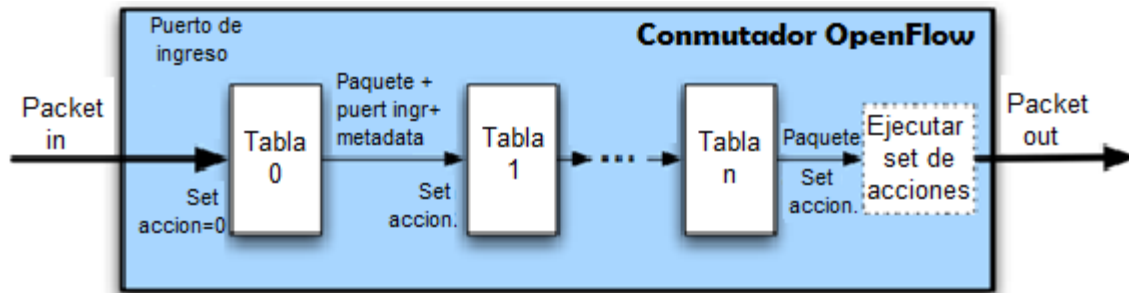 Puerto de
ingreso
Conmutador OpenFlow
Packet
in
Tabla
0
Set
accion=0
Paquete +
puert ingr+
metadata
Set
accion.
Tabla
1
....
Tabla
n
Paquete
Set
accion.
Ejecutar
set de
acciones
Packet
out